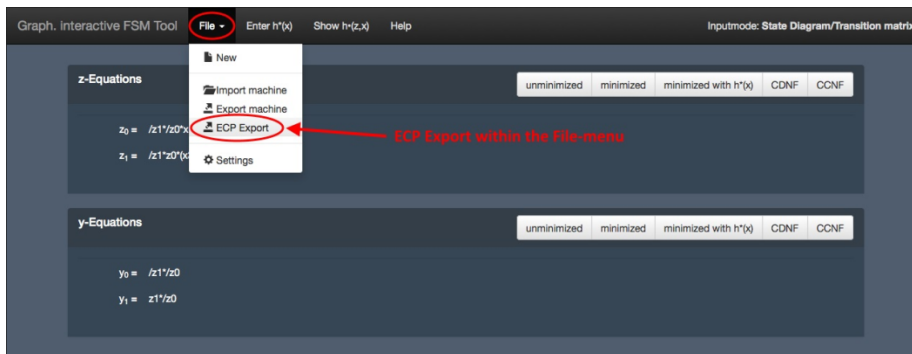 Graph. interactive FSM Tool File Enter h*(x) Show h*(z,x) Help Inputmode: State Diagram/Transition matrix
New
z-Equations unminimized minimized minimized with h*(x) CDNF CCNF
Import machine
Export machine
z0 = /z1*/z0*x
ECP Export ECP Export within the File-menu
z1 = /z1*z0*(x
Settings
y-Equations unminimized minimized minimized with h*(x) CDNF CCNF
y0 = /z1*/z0
y1 = z1*/z0